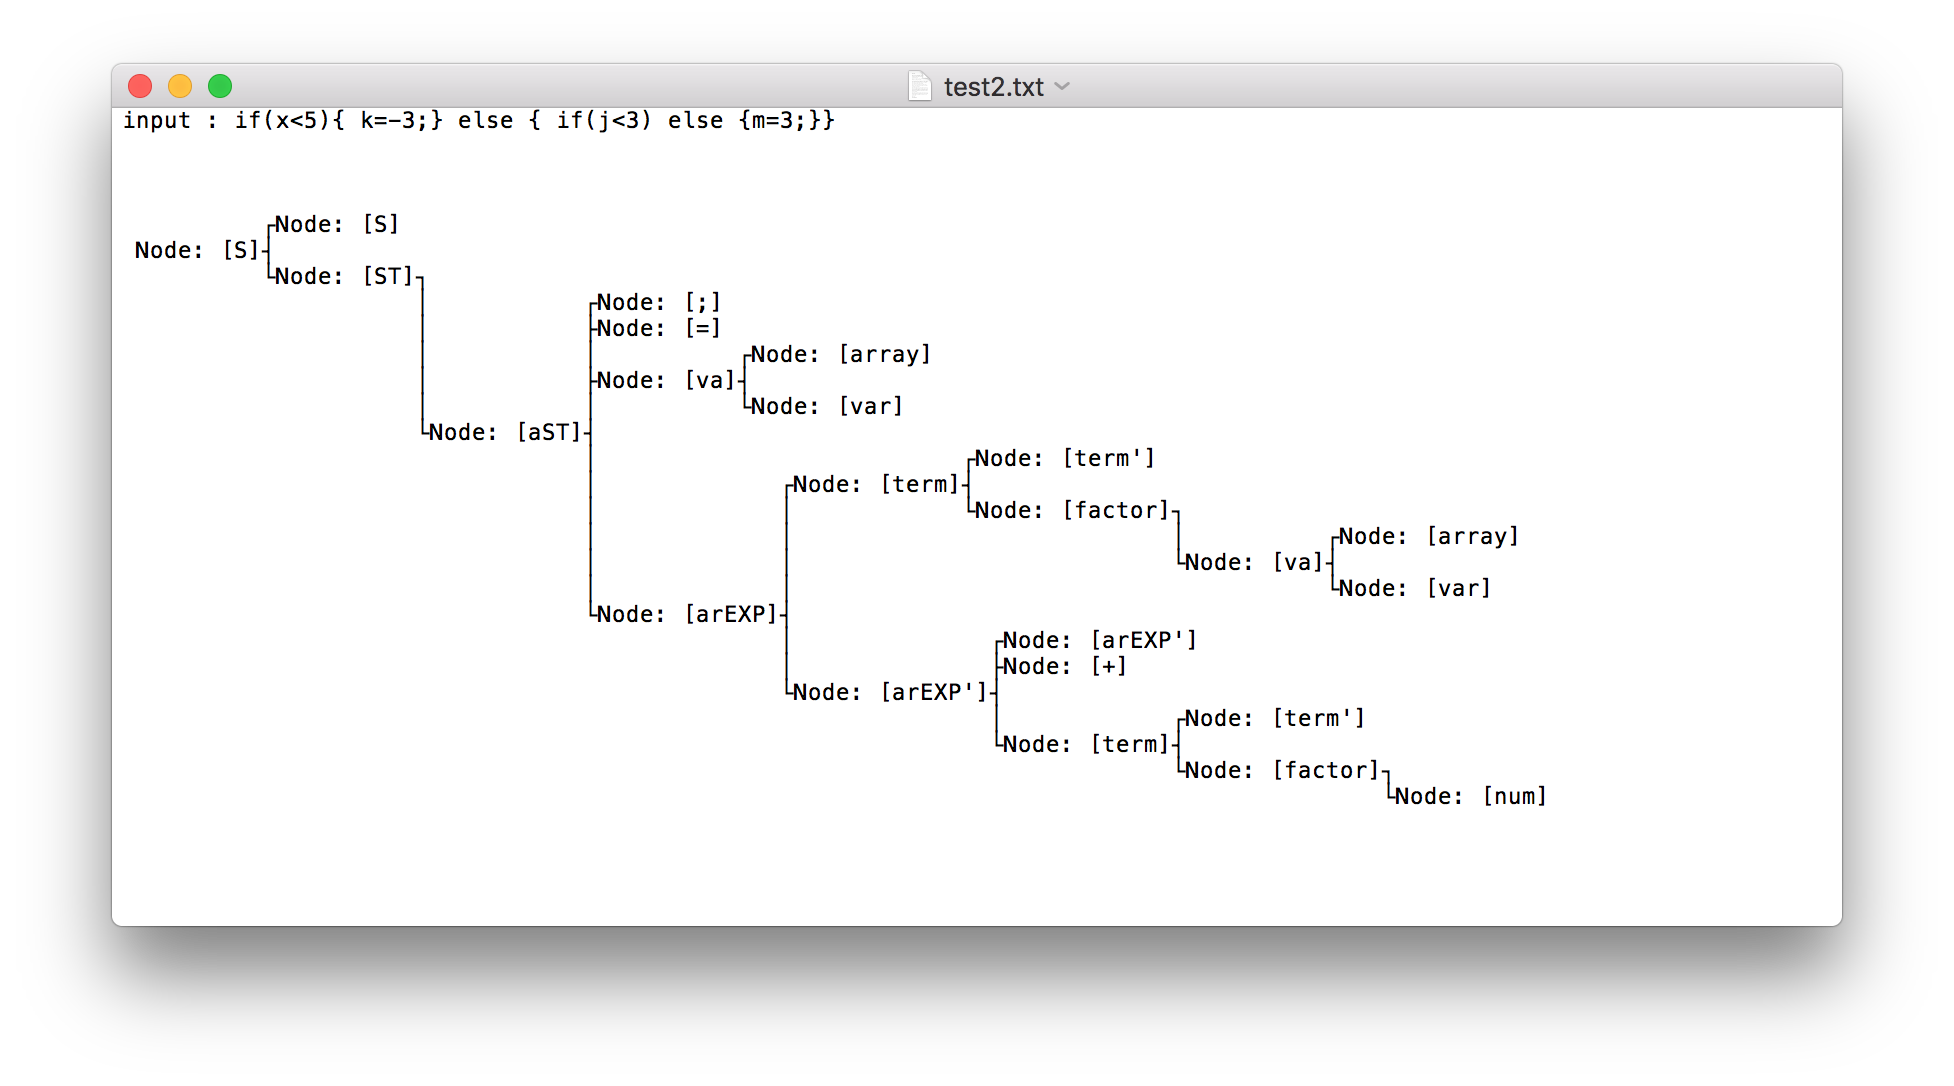 test2.txt
input : if(x<5){ k=-3;} else { if(j<3) else {m=3;}}
Node: [S]
Node: [S]
Node: [ST]
Node: [;]
Node: [=]
Node: [array]
Node: [va]
Node: [var]
Node: [aST]
Node: [term']
Node: [term]
Node: [factor]
Node: [array]
Node: [va]
Node: [var]
Node: [arEXP]
Node: [arEXP']
Node: [+]
Node: [arEXP']
Node: [term']
Node: [term]
Node: [factor]
Node: [num]